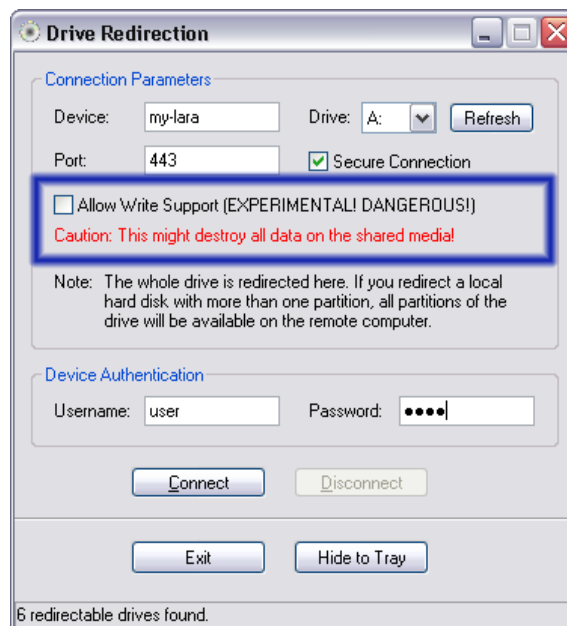 Drive Redirection
Connection Parameters
Device: my-lara Drive: A: Refresh
Port: 443 Secure Connection
Allow Write Support (EXPERIMENTAL! DANGEROUS!)
Caution: This might destroy all data on the shared media!
Note: The whole drive is redirected here. If you redirect a local
hard disk with more than one partition, all partitions of the
drive will be available on the remote computer.
Device Authentication
Username: user Password: ●●●●
Connect Disconnect
Exit Hide to Tray
6 redirectable drives found.